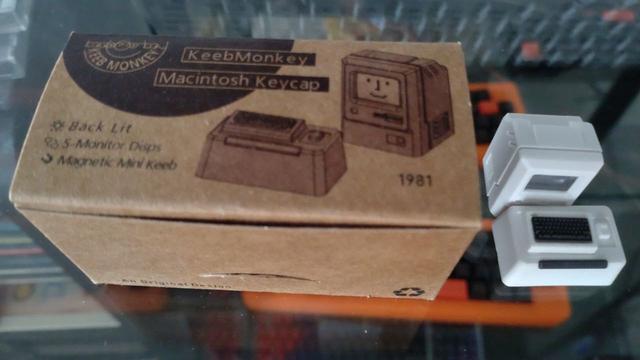 KEEB MONKEY
KeebMonkey
Macintosh Keycap
Back Lit
5-Monitor Disps
Magnetic Mini Keeb
1981
An Original Design